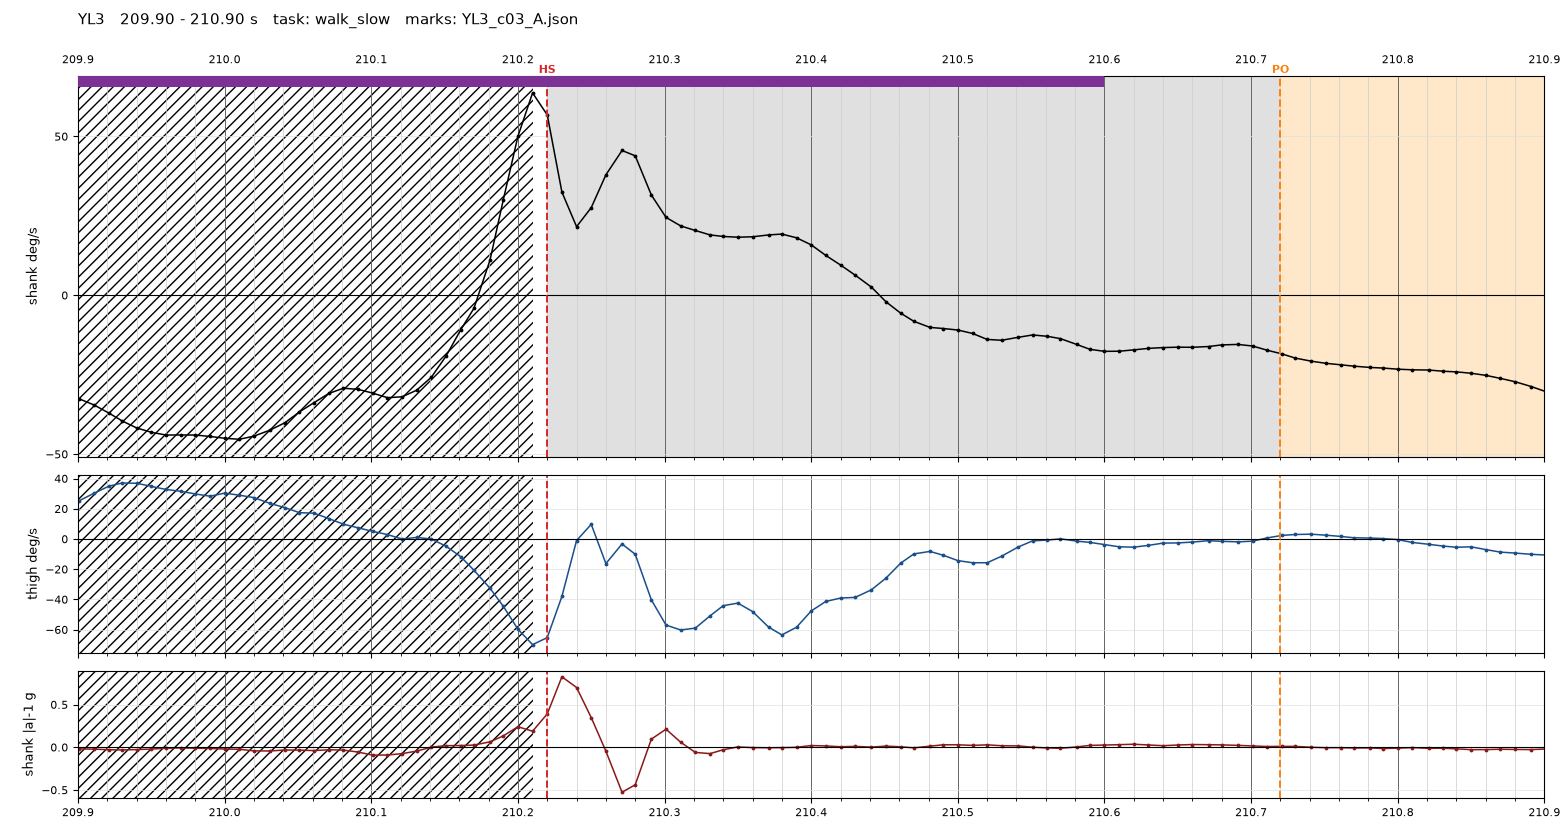 YL3   209.90 - 210.90 s   task: walk_slow   marks: YL3_c03_A.json
209.9 210.0 210.1 210.2 210.3 210.4 210.5 210.6 210.7 210.8 210.9
HS PO
shank deg/s
50
0
−50
thigh deg/s
40
20
0
−20
−40
−60
shank |a|-1 g
0.5
0.0
−0.5
209.9 210.0 210.1 210.2 210.3 210.4 210.5 210.6 210.7 210.8 210.9